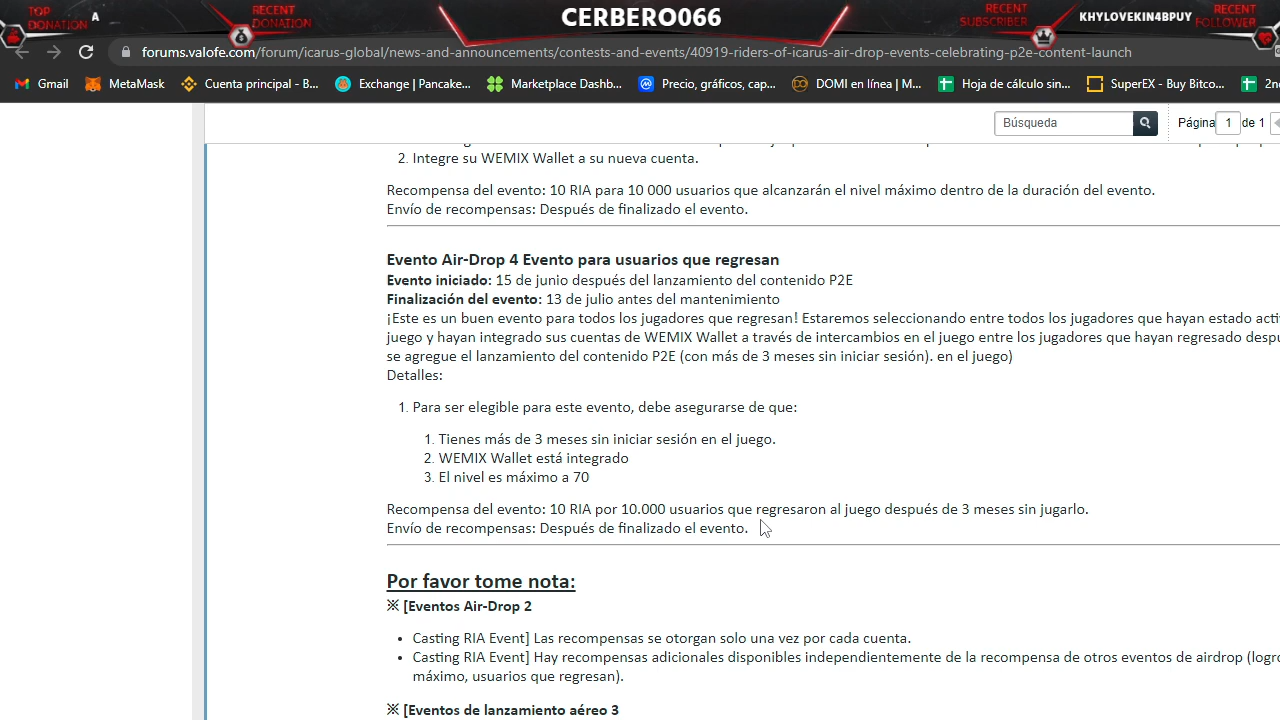 TOP
DONATION
A
RECENT
DONATION
CERBERO066
RECENT
SUBSCRIBER
KHYLOVEKIN4BPUY
RECENT
FOLLOWER
forums.valofe.com/forum/icarus-global/news-and-announcements/contests-and-events/40919-riders-of-icarus-air-drop-events-celebrating-p2e-content-launch
Gmail
MetaMask
Cuenta principal - B...
Exchange | Pancake...
Marketplace Dashb...
Precio, gráficos, cap...
DOMI en línea | M...
Hoja de cálculo sin...
SuperEX - Buy Bitco...
2n
Búsqueda
Página 1 de 1
2. Integre su WEMIX Wallet a su nueva cuenta.
Recompensa del evento: 10 RIA para 10 000 usuarios que alcanzarán el nivel máximo dentro de la duración del evento.
Envío de recompensas: Después de finalizado el evento.
Evento Air-Drop 4 Evento para usuarios que regresan
Evento iniciado: 15 de junio después del lanzamiento del contenido P2E
Finalización del evento: 13 de julio antes del mantenimiento
¡Este es un buen evento para todos los jugadores que regresan! Estaremos seleccionando entre todos los jugadores que hayan estado acti
juego y hayan integrado sus cuentas de WEMIX Wallet a través de intercambios en el juego entre los jugadores que hayan regresado despu
se agregue el lanzamiento del contenido P2E (con más de 3 meses sin iniciar sesión). en el juego)
Detalles:
1. Para ser elegible para este evento, debe asegurarse de que:
1. Tienes más de 3 meses sin iniciar sesión en el juego.
2. WEMIX Wallet está integrado
3. El nivel es máximo a 70
Recompensa del evento: 10 RIA por 10.000 usuarios que regresaron al juego después de 3 meses sin jugarlo.
Envío de recompensas: Después de finalizado el evento.
Por favor tome nota:
※ [Eventos Air-Drop 2
• Casting RIA Event] Las recompensas se otorgan solo una vez por cada cuenta.
• Casting RIA Event] Hay recompensas adicionales disponibles independientemente de la recompensa de otros eventos de airdrop (logro
máximo, usuarios que regresan).
※ [Eventos de lanzamiento aéreo 3